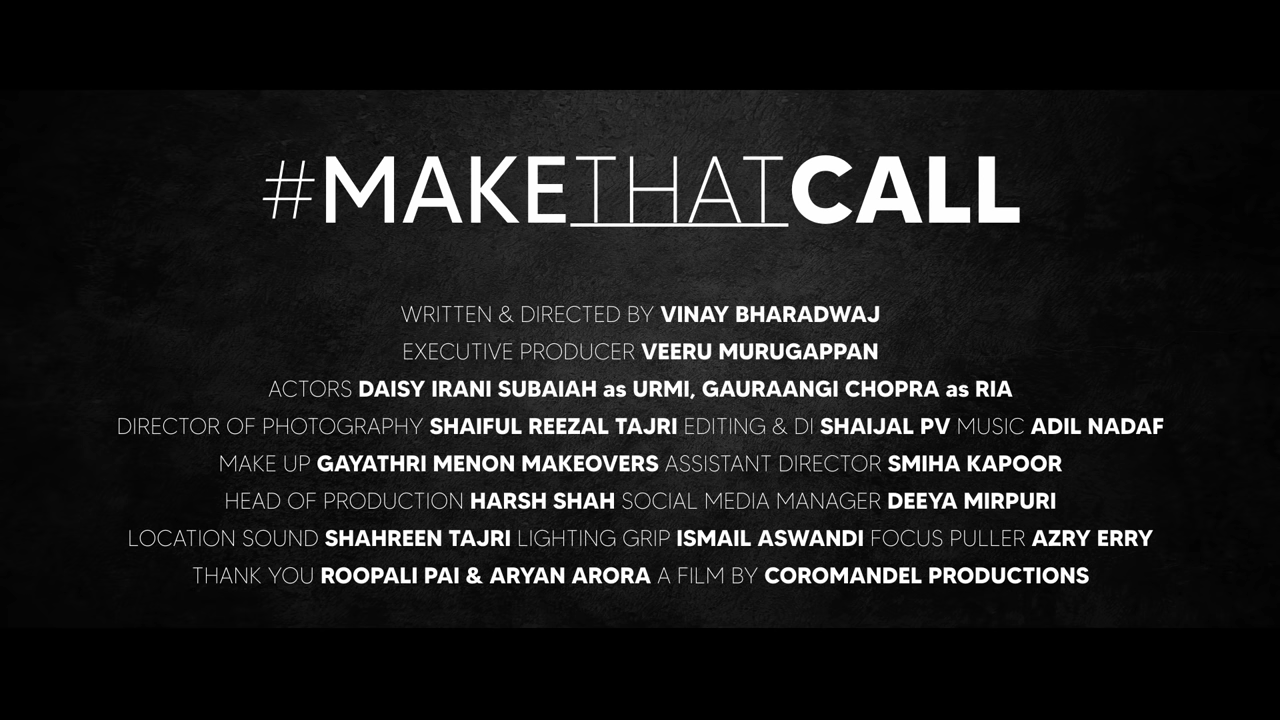 #MAKETHATCALL
WRITTEN & DIRECTED BY VINAY BHARADWAJ
EXECUTIVE PRODUCER VEERU MURUGAPPAN
ACTORS DAISY IRANI SUBAIAH as URMI, GAURAANGI CHOPRA as RIA
DIRECTOR OF PHOTOGRAPHY SHAIFUL REEZAL TAJRI EDITING & DI SHAIJAL PV MUSIC ADIL NADAF
MAKE UP GAYATHRI MENON MAKEOVERS ASSISTANT DIRECTOR SMIHA KAPOOR
HEAD OF PRODUCTION HARSH SHAH SOCIAL MEDIA MANAGER DEEYA MIRPURI
LOCATION SOUND SHAHREEN TAJRI LIGHTING GRIP ISMAIL ASWANDI FOCUS PULLER AZRY ERRY
THANK YOU ROOPALI PAI & ARYAN ARORA A FILM BY COROMANDEL PRODUCTIONS